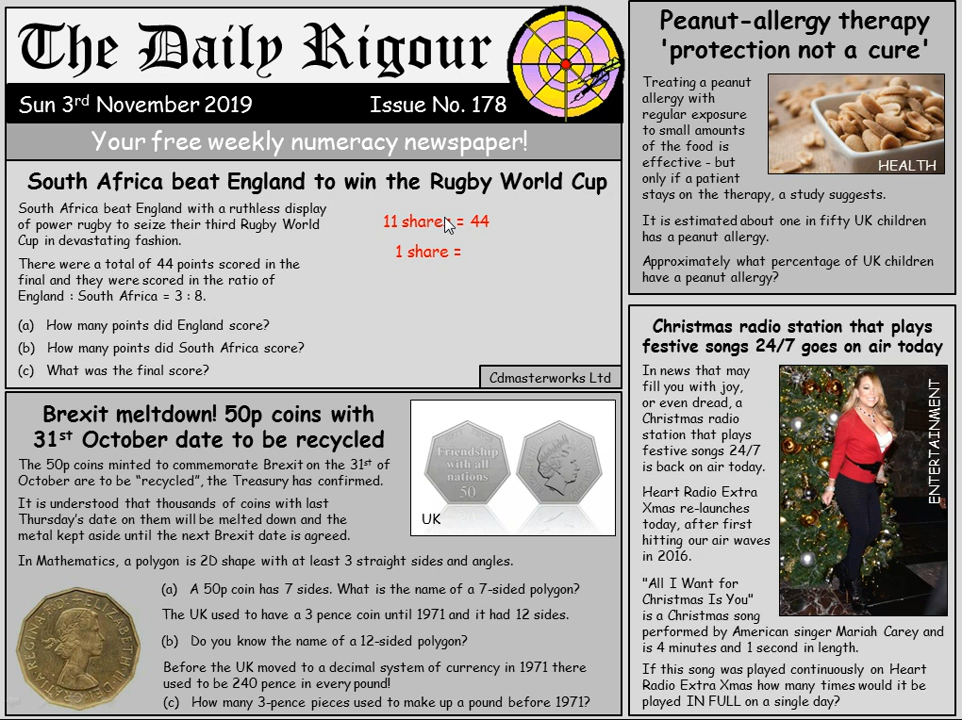 The Daily Rigour
Sun 3rd November 2019 Issue No. 178
Your free weekly numeracy newspaper!
South Africa beat England to win the Rugby World Cup
South Africa beat England with a ruthless display
of power rugby to seize their third Rugby World
Cup in devastating fashion.
There were a total of 44 points scored in the
final and they were scored in the ratio of
England : South Africa = 3 : 8.
(a) How many points did England score?
(b) How many points did South Africa score?
(c) What was the final score?
11 shares = 44
1 share =
Cdmasterworks Ltd
Brexit meltdown! 50p coins with
31st October date to be recycled
The 50p coins minted to commemorate Brexit on the 31st of
October are to be "recycled", the Treasury has confirmed.
It is understood that thousands of coins with last
Thursday's date on them will be melted down and the
metal kept aside until the next Brexit date is agreed.
Friendship
with all
nations
50
UK
In Mathematics, a polygon is 2D shape with at least 3 straight sides and angles.
(a) A 50p coin has 7 sides. What is the name of a 7-sided polygon?
The UK used to have a 3 pence coin until 1971 and it had 12 sides.
(b) Do you know the name of a 12-sided polygon?
Before the UK moved to a decimal system of currency in 1971 there
used to be 240 pence in every pound!
(c) How many 3-pence pieces used to make up a pound before 1971?
Peanut-allergy therapy
'protection not a cure'
Treating a peanut
allergy with
regular exposure
to small amounts
of the food is
effective - but
only if a patient
stays on the therapy, a study suggests.
HEALTH
It is estimated about one in fifty UK children
has a peanut allergy.
Approximately what percentage of UK children
have a peanut allergy?
Christmas radio station that plays
festive songs 24/7 goes on air today
In news that may
fill you with joy,
or even dread, a
Christmas radio
station that plays
festive songs 24/7
is back on air today.
Heart Radio Extra
Xmas re-launches
today, after first
hitting our air waves
in 2016.
ENTERTAINMENT
"All I Want for
Christmas Is You"
is a Christmas song
performed by American singer Mariah Carey and
is 4 minutes and 1 second in length.
If this song was played continuously on Heart
Radio Extra Xmas how many times would it be
played IN FULL on a single day?